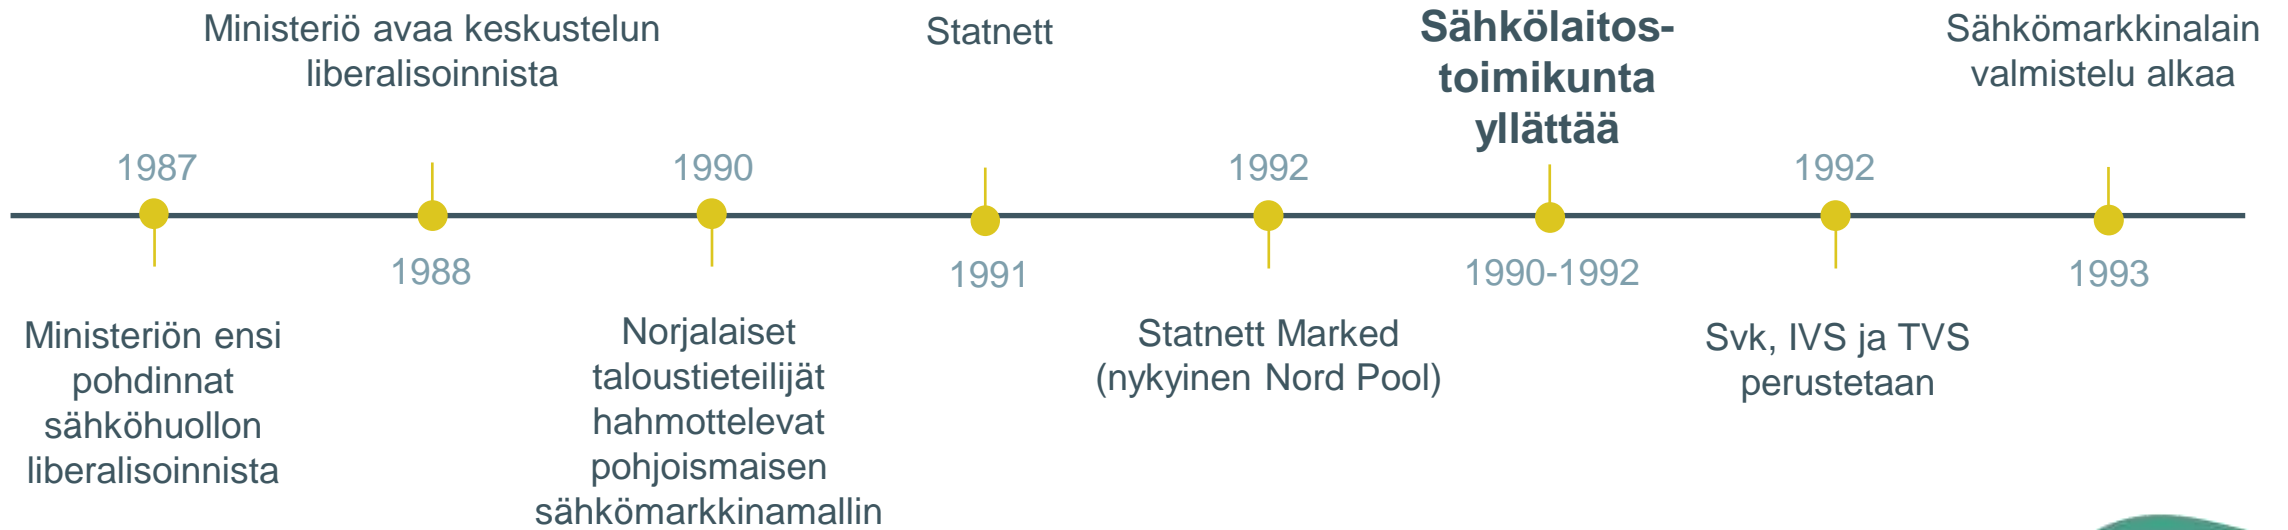 Ministeriö avaa keskustelun
liberalisoinnista
Statnett
Sähkölaitos-
toimikunta
yllättää
Sähkömarkkinalain
valmistelu alkaa
1987
1990
1992
1992
1988
1991
1990-1992
1993
Ministeriön ensi
pohdinnat
sähköhuollon
liberalisoinnista
Norjalaiset
taloustieteilijät
hahmottelevat
pohjoismaisen
sähkömarkkinamallin
Statnett Marked
(nykyinen Nord Pool)
Svk, IVS ja TVS
perustetaan